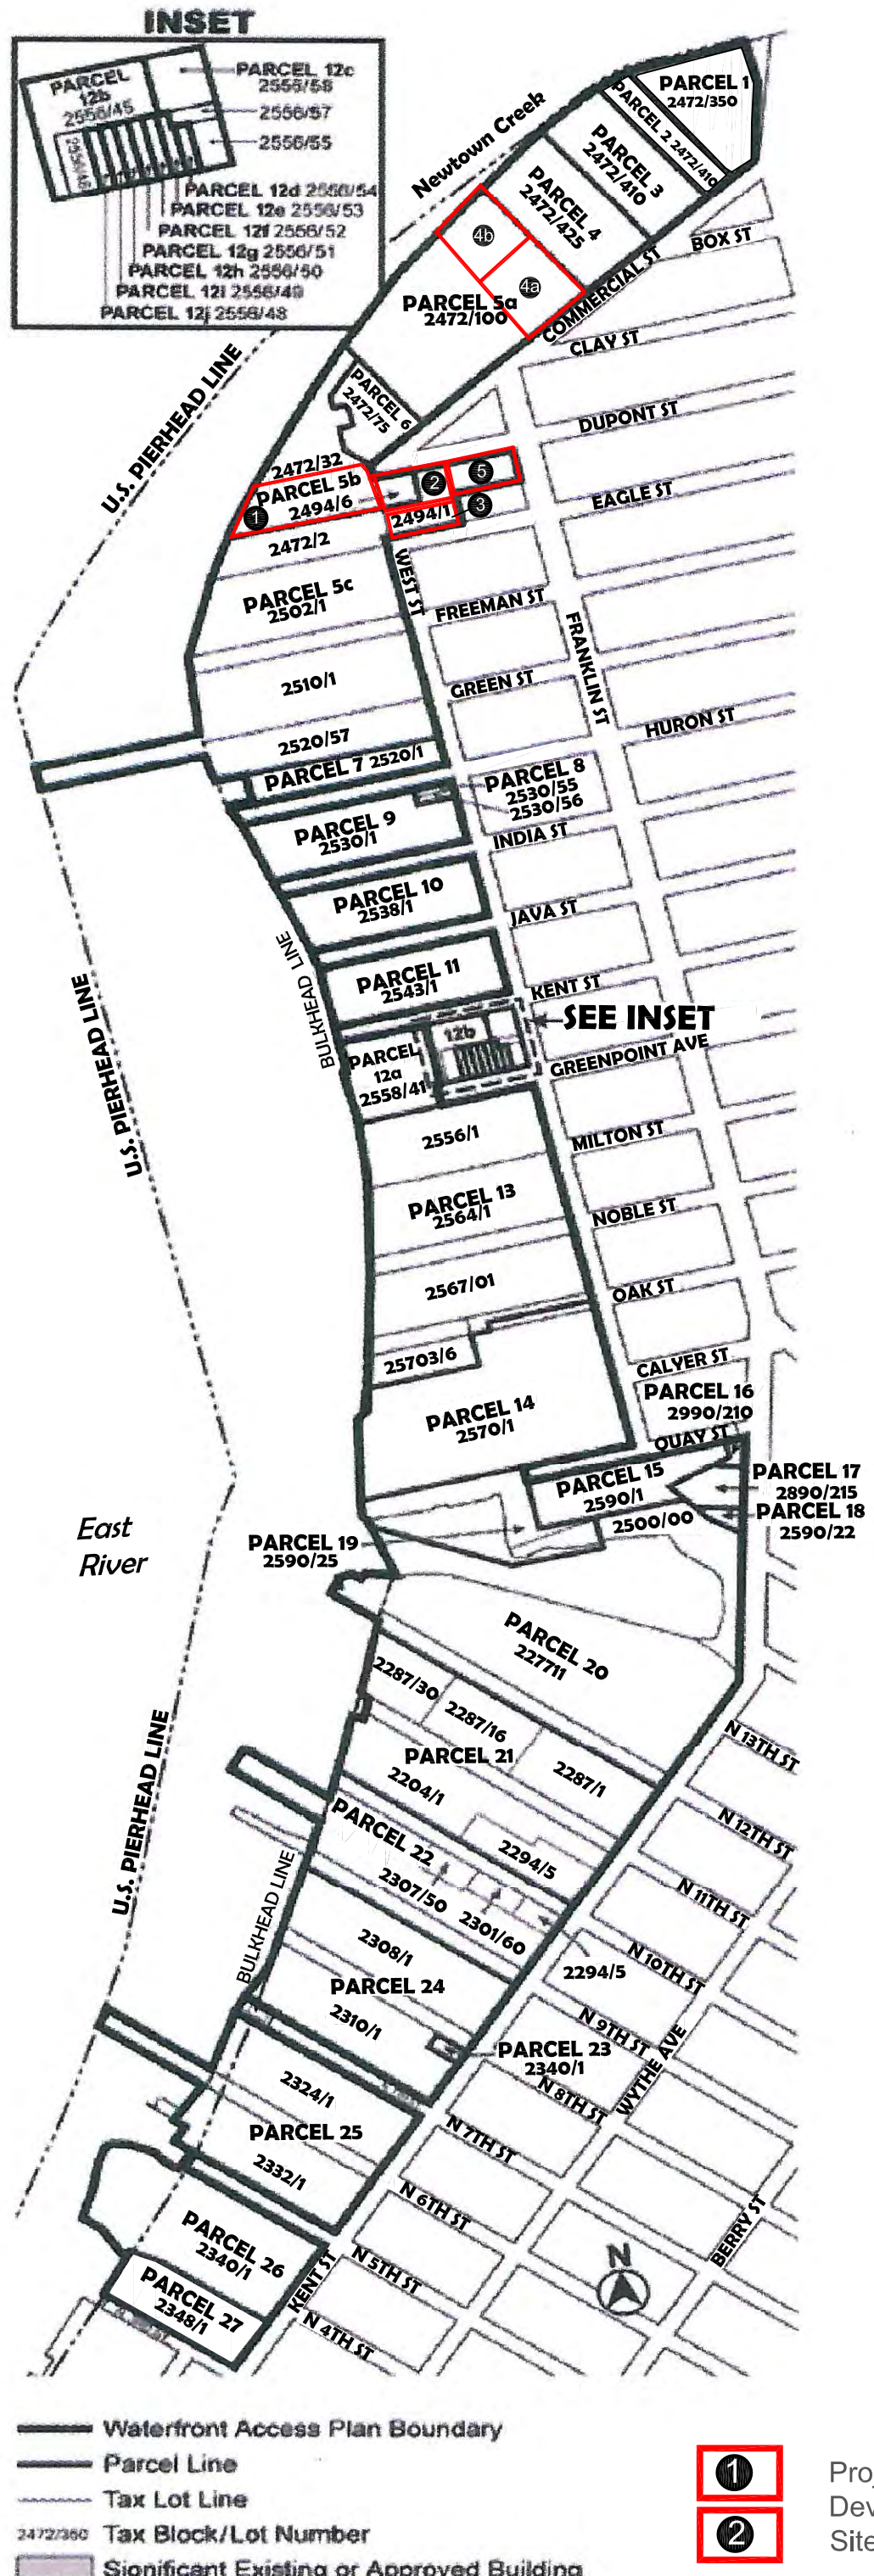 INSET
PARCEL
12b
2556/45
2556/46
PARCEL 12c
2556/58
2556/57
2556/55
PARCEL 12d 2556/54
PARCEL 12e 2556/53
PARCEL 12f 2556/52
PARCEL 12g 2556/51
PARCEL 12h 2556/50
PARCEL 12i 2556/49
PARCEL 12j 2556/48
PARCEL 1
2472/350
PARCEL 2 2472/410
PARCEL 3
2472/410
Newtown Creek
PARCEL 4
2472/425
4b
4a
BOX ST
COMMERCIAL ST
PARCEL 5a
2472/100
CLAY ST
U.S. PIERHEAD LINE
PARCEL 6
2472/75
DUPONT ST
2472/32
PARCEL 5b
2494/6
1
2
5
EAGLE ST
2494/1
3
2472/2
WEST ST
PARCEL 5c
2502/1
FREEMAN ST
FRANKLIN ST
2510/1
GREEN ST
HURON ST
2520/57
PARCEL 7 2520/1
PARCEL 8
2530/55
2530/56
PARCEL 9
2530/1
INDIA ST
PARCEL 10
2538/1
JAVA ST
BULKHEAD LINE
PARCEL 11
2543/1
KENT ST
U.S. PIERHEAD LINE
SEE INSET
12b
PARCEL
12a
2558/41
GREENPOINT AVE
2556/1
MILTON ST
PARCEL 13
2564/1
NOBLE ST
2567/01
OAK ST
25703/6
CALYER ST
PARCEL 16
2990/210
PARCEL 14
2570/1
QUAY ST
PARCEL 15
2590/1
PARCEL 17
2890/215
PARCEL 18
2590/22
2500/00
East
River
PARCEL 19
2590/25
PARCEL 20
227711
2287/30
2287/16
N 13TH ST
PARCEL 21
2287/1
2204/1
U.S. PIERHEAD LINE
N 12TH ST
PARCEL 22
2294/5
2307/50
N 11TH ST
2301/60
BULKHEAD LINE
2308/1
N 10TH ST
2294/5
PARCEL 24
2310/1
N 9TH ST
PARCEL 23
2340/1
WYTHE AVE
2324/1
N 8TH ST
PARCEL 25
N 7TH ST
2332/1
N 6TH ST
PARCEL 26
2340/1
BERRY ST
N
KENT ST
N 5TH ST
PARCEL 27
2348/1
N 4TH ST
Waterfront Access Plan Boundary
Parcel Line
Tax Lot Line
2472/350 Tax Block/Lot Number
Significant Existing or Approved Building
1
2
Proj
Dev
Site